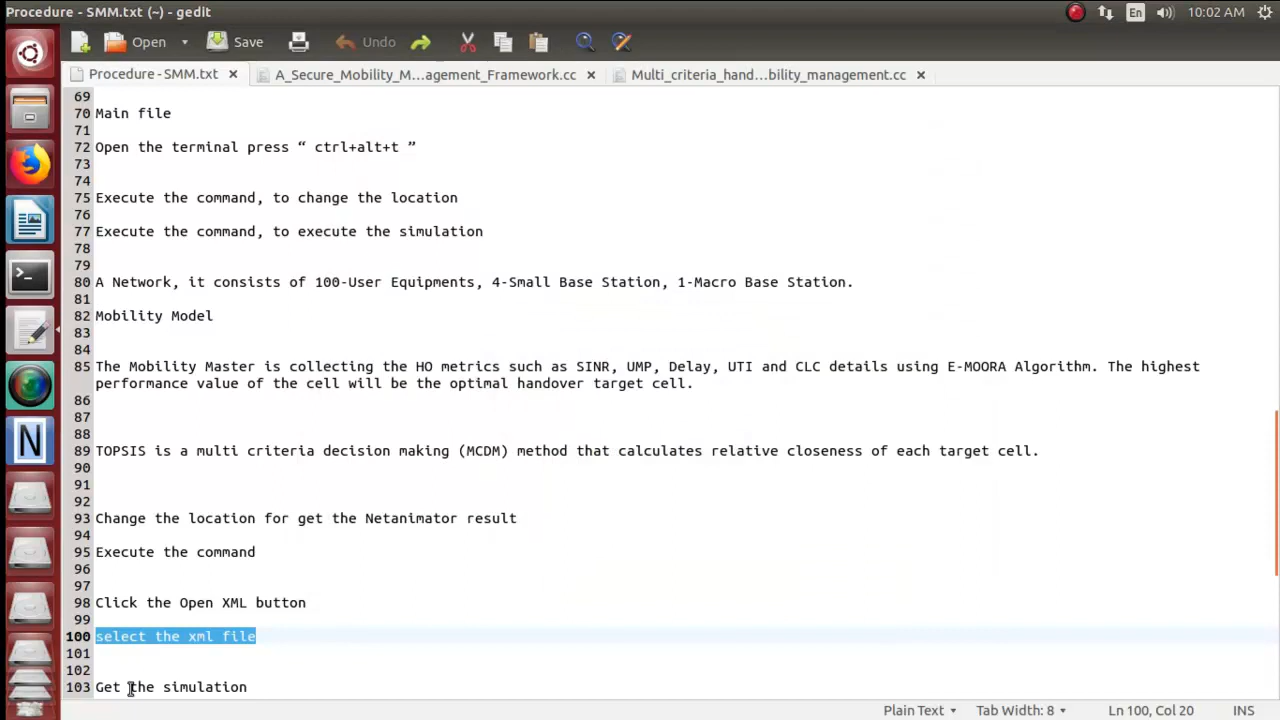 Procedure - SMM.txt (~) - gedit
En
10:02 AM
Open
Save
Undo
Procedure - SMM.txt
A_Secure_Mobility_M...agement_Framework.cc
Multi_criteria_hand...bility_management.cc
69
70 Main file
71
72 Open the terminal press “ ctrl+alt+t ”
73
74
75 Execute the command, to change the location
76
77 Execute the command, to execute the simulation
78
79
80 A Network, it consists of 100-User Equipments, 4-Small Base Station, 1-Macro Base Station.
81
82 Mobility Model
83
84
85 The Mobility Master is collecting the HO metrics such as SINR, UMP, Delay, UTI and CLC details using E-MOORA Algorithm. The highest
performance value of the cell will be the optimal handover target cell.
86
87
88
89 TOPSIS is a multi criteria decision making (MCDM) method that calculates relative closeness of each target cell.
90
91
92
93 Change the location for get the Netanimator result
94
95 Execute the command
96
97
98 Click the Open XML button
99
100 select the xml file
101
102
103 Get the simulation
N
Plain Text
Tab Width: 8
Ln 100, Col 20
INS